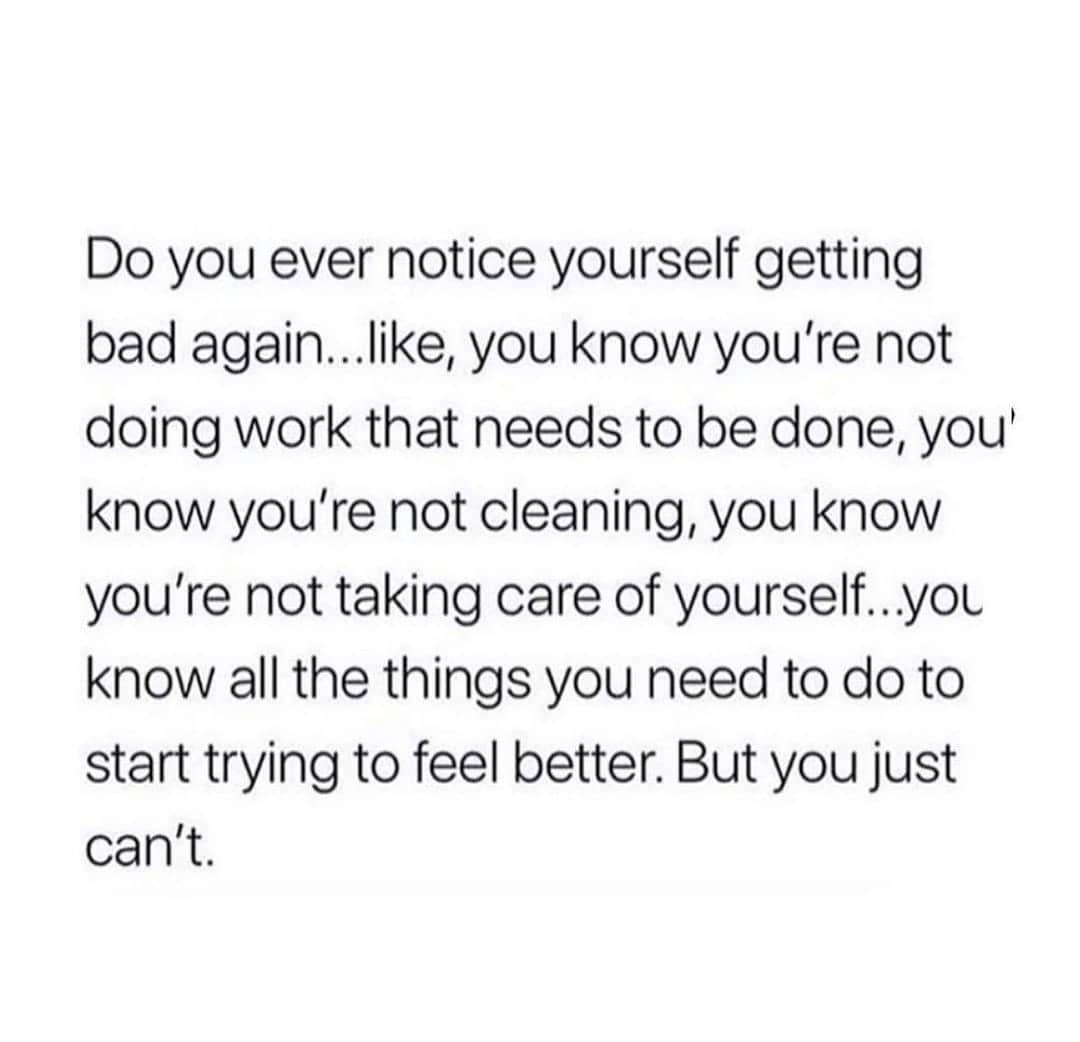 Do you ever notice yourself getting
bad again...like, you know you're not
doing work that needs to be done, you'
know you're not cleaning, you know
you're not taking care of yourself...you
know all the things you need to do to
start trying to feel better. But you just
can't.